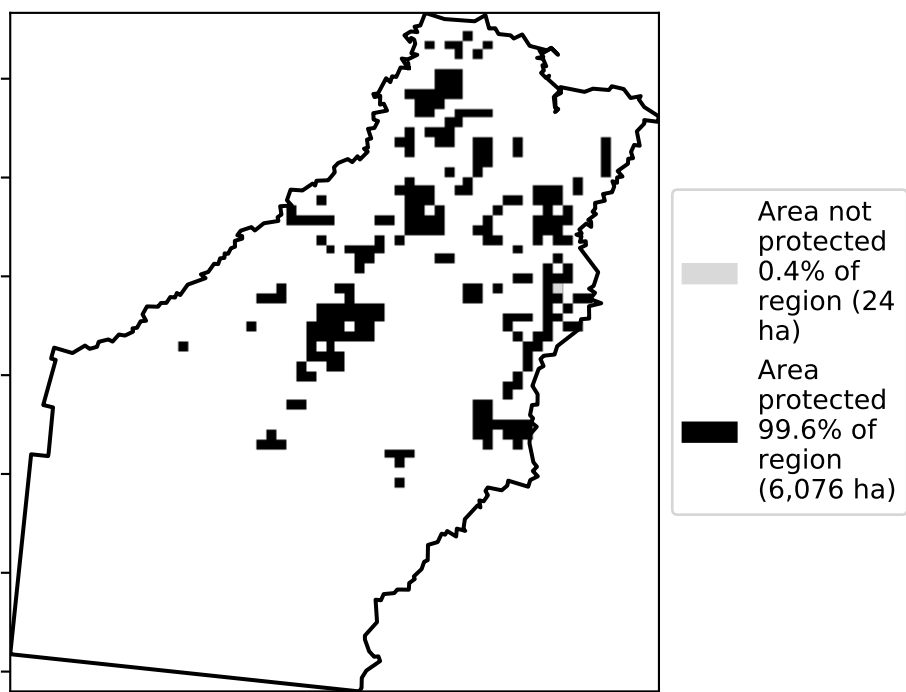 Area not
protected
0.4% of
region (24
ha)
Area
protected
99.6% of
region
(6,076 ha)